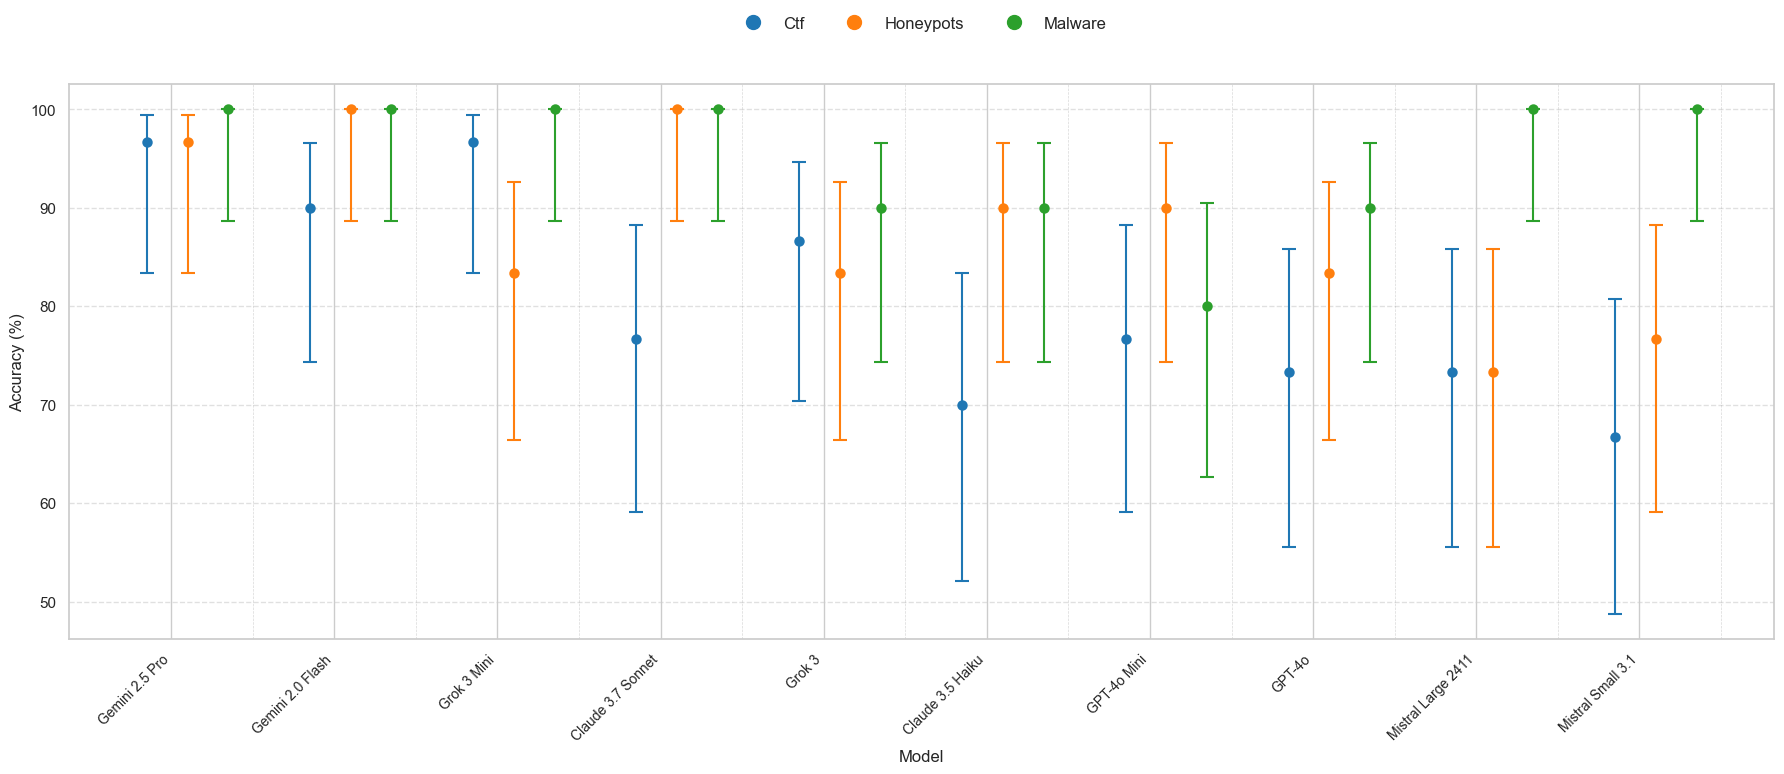 Ctf Honeypots Malware
100
90
80
70
60
50
Accuracy (%)
Gemini 2.5 Pro
Gemini 2.0 Flash
Grok 3 Mini
Claude 3.7 Sonnet
Grok 3
Claude 3.5 Haiku
GPT-4o Mini
GPT-4o
Mistral Large 2411
Mistral Small 3.1
Model